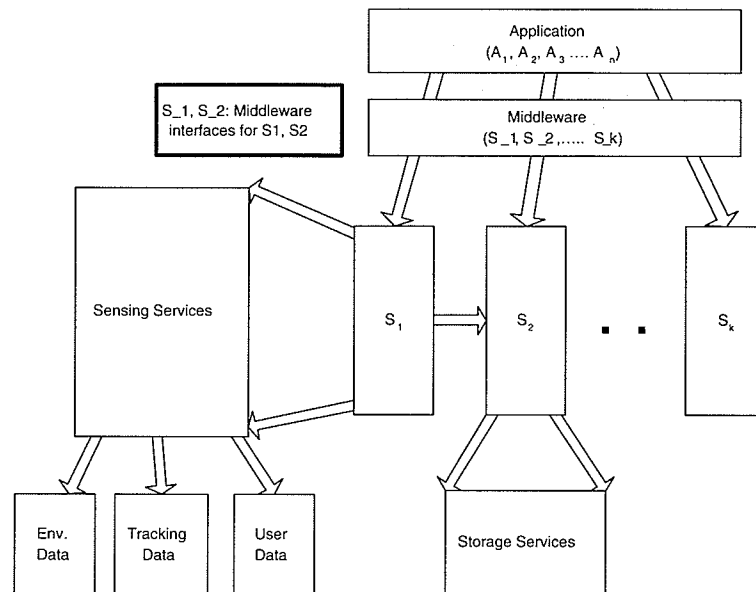 Application
(A1, A2, A3 .... An)
S_1, S_2: Middleware
interfaces for S1, S2
Middleware
(S_1, S_2 ,..... S_k)
Sensing Services
S1
S2
Sk
Env.
Data
Tracking
Data
User
Data
Storage Services